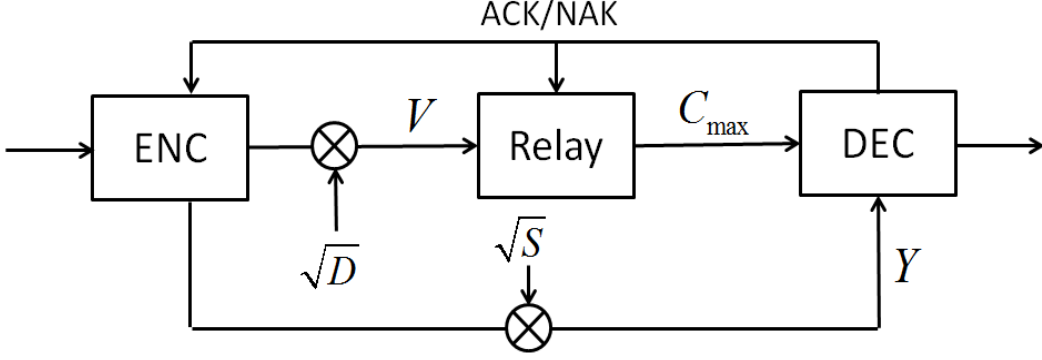 ACK/NAK
ENC
V
Relay
C_max
DEC
√D
√S
Y